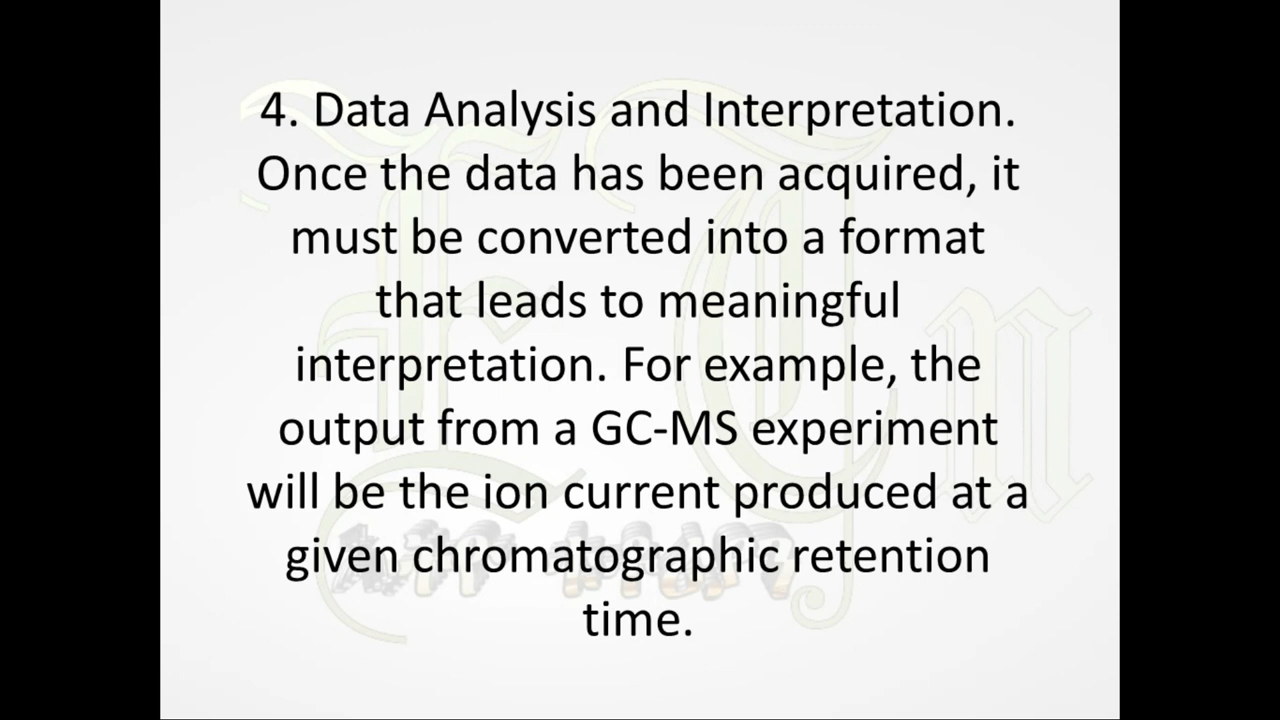 4. Data Analysis and Interpretation.
Once the data has been acquired, it
must be converted into a format
that leads to meaningful
interpretation. For example, the
output from a GC-MS experiment
will be the ion current produced at a
given chromatographic retention
time.